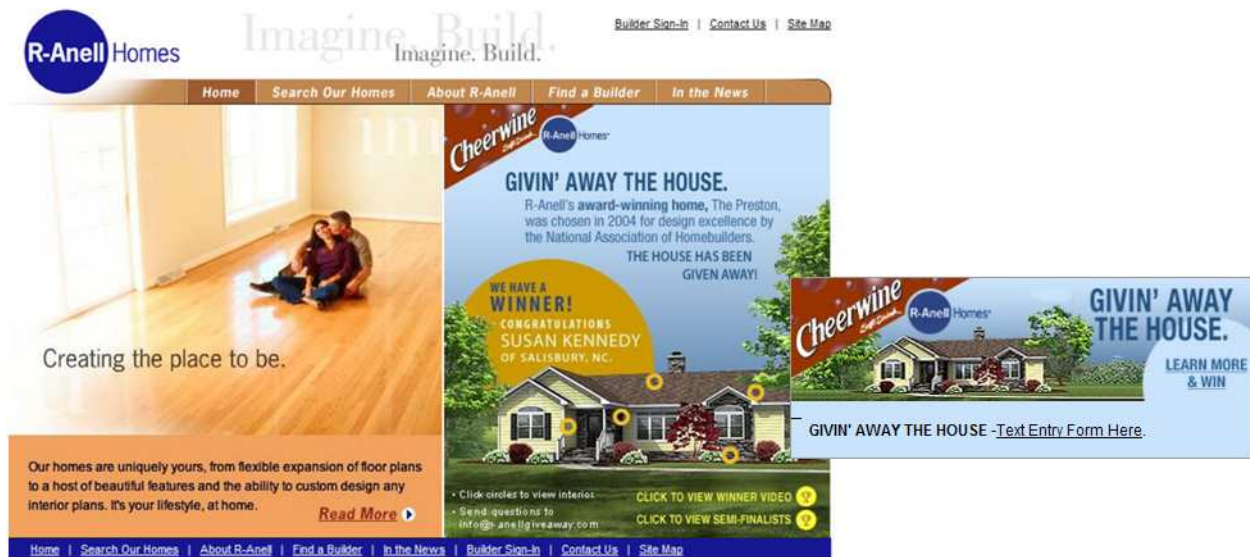 R-Anell Homes
Imagine. Build.
Imagine. Build.
Builder Sign-In | Contact Us | Site Map
Home Search Our Homes About R-Anell Find a Builder In the News
im
Creating the place to be.
Our homes are uniquely yours, from flexible expansion of floor plans
to a host of beautiful features and the ability to custom design any
interior plans. It's your lifestyle, at home.
Read More
Cheerwine
Soft Drink
R-Anell Homes
GIVIN' AWAY THE HOUSE.
R-Anell's award-winning home, The Preston,
was chosen in 2004 for design excellence by
the National Association of Homebuilders.
THE HOUSE HAS BEEN
GIVEN AWAY!
WE HAVE A
WINNER!
CONGRATULATIONS
SUSAN KENNEDY
OF SALISBURY, NC.
• Click circles to view interior.
• Send questions to
info@r-anellgiveaway.com
CLICK TO VIEW WINNER VIDEO
CLICK TO VIEW SEMI-FINALISTS
Home | Search Our Homes | About R-Anell | Find a Builder | In the News | Builder Sign-In | Contact Us | Site Map
Cheerwine
Soft Drink
R-Anell Homes
GIVIN' AWAY
THE HOUSE.
LEARN MORE
& WIN
GIVIN' AWAY THE HOUSE -Text Entry Form Here.